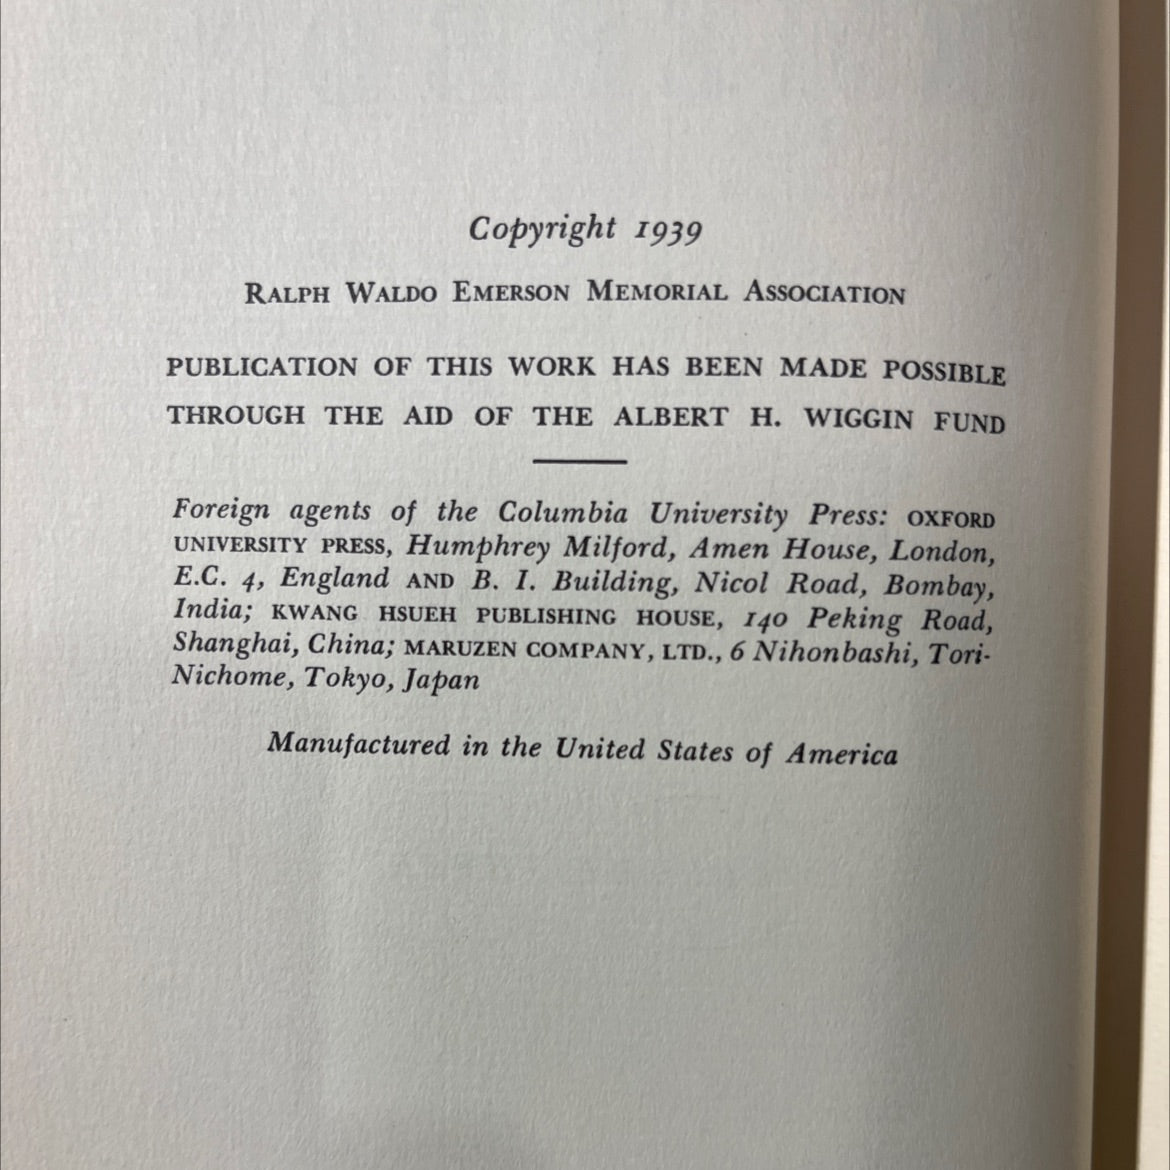 Copyright 1939
RALPH WALDO EMERSON MEMORIAL ASSOCIATION
PUBLICATION OF THIS WORK HAS BEEN MADE POSSIBLE
THROUGH THE AID OF THE ALBERT H. WIGGIN FUND
Foreign agents of the Columbia University Press: OXFORD
UNIVERSITY PRESS, Humphrey Milford, Amen House, London,
E.C. 4, England AND B. I. Building, Nicol Road, Bombay,
India; KWANG HSUEH PUBLISHING HOUSE, 140 Peking Road,
Shanghai, China; MARUZEN COMPANY, LTD., 6 Nihonbashi, Tori-
Nichome, Tokyo, Japan
Manufactured in the United States of America